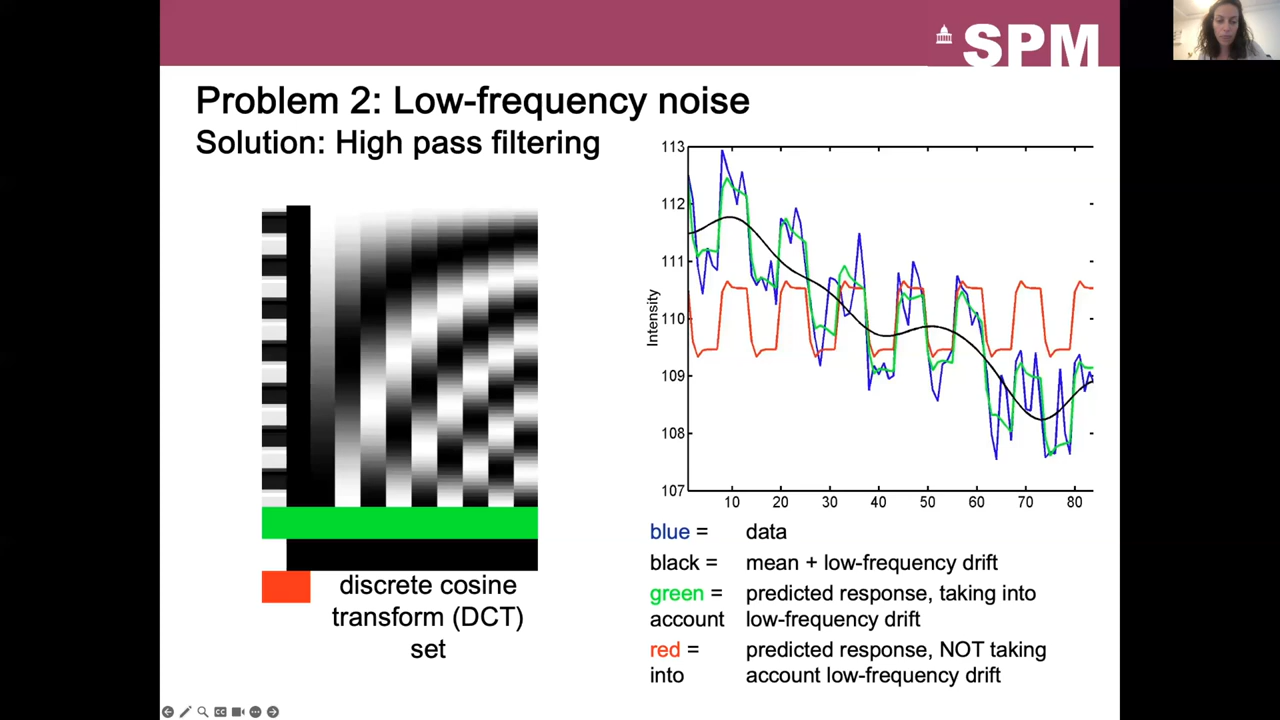 SPM
Problem 2: Low-frequency noise
Solution: High pass filtering
discrete cosine
transform (DCT)
set
113
112
111
110
109
108
107
Intensity
10 20 30 40 50 60 70 80
blue = data
black = mean + low-frequency drift
green = predicted response, taking into
account low-frequency drift
red = predicted response, NOT taking
into account low-frequency drift